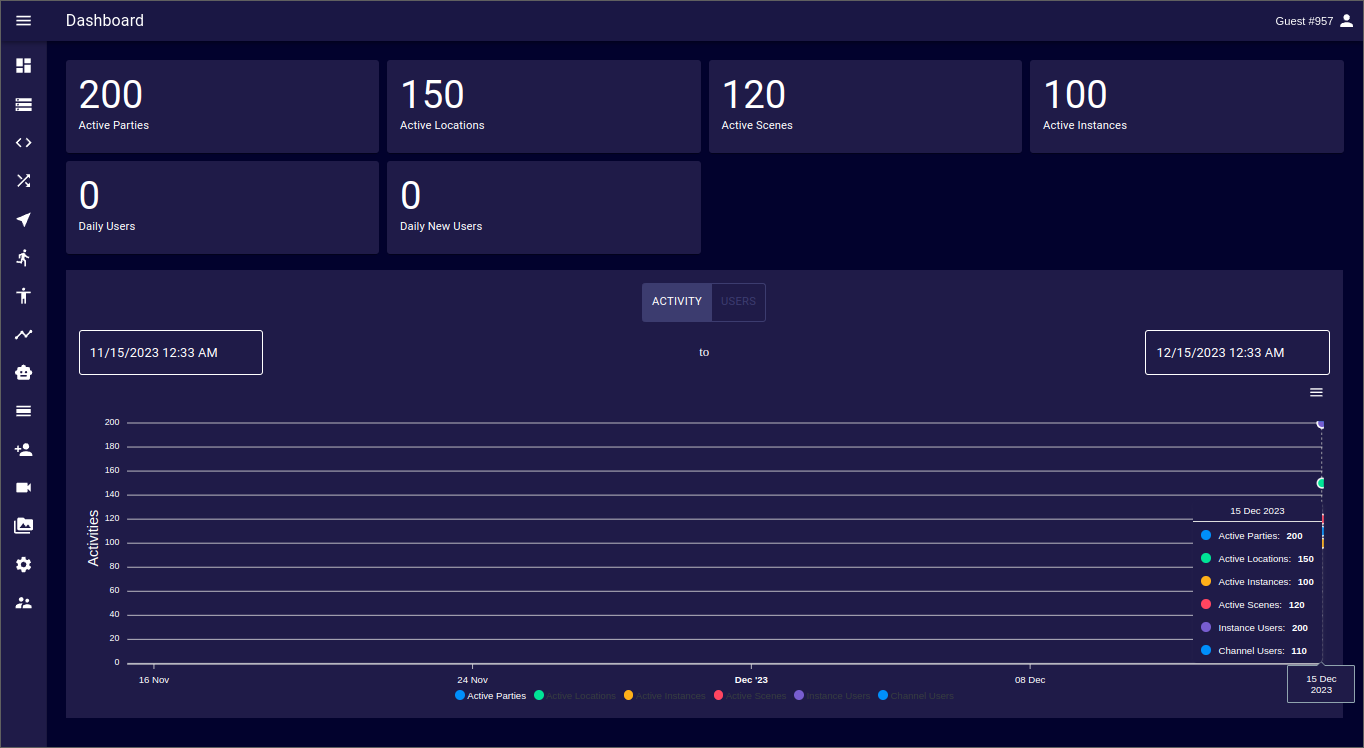 Dashboard
Guest #957
200
Active Parties
150
Active Locations
120
Active Scenes
100
Active Instances
0
Daily Users
0
Daily New Users
ACTIVITY USERS
11/15/2023 12:33 AM
to
12/15/2023 12:33 AM
Activities
200
180
160
140
120
100
80
60
40
20
0
15 Dec 2023
Active Parties: 200
Active Locations: 150
Active Instances: 100
Active Scenes: 120
Instance Users: 200
Channel Users: 110
16 Nov
24 Nov
Dec '23
08 Dec
15 Dec
2023
Active Parties Active Locations Active Instances Active Scenes Instance Users Channel Users